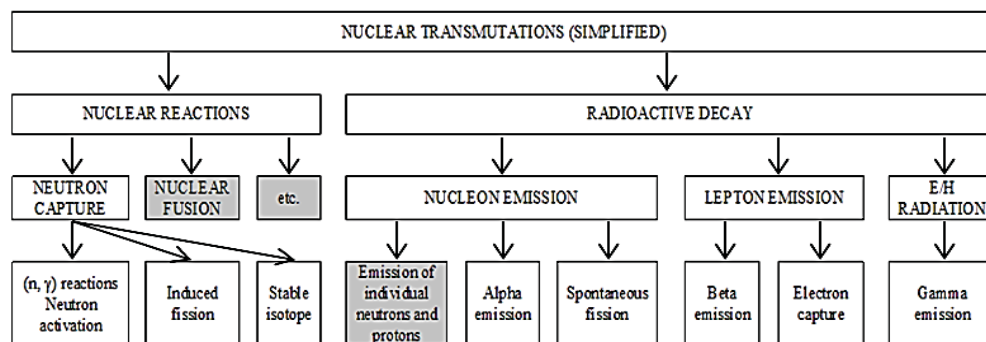 NUCLEAR TRANSMUTATIONS (SIMPLIFIED)
NUCLEAR REACTIONS
RADIOACTIVE DECAY
NEUTRON
CAPTURE
NUCLEAR
FUSION
etc.
NUCLEON EMISSION
LEPTON EMISSION
E/H
RADIATION
(n, γ) reactions
Neutron
activation
Induced
fission
Stable
isotope
Emission of
individual
neutrons and
protons
Alpha
emission
Spontaneous
fission
Beta
emission
Electron
capture
Gamma
emission